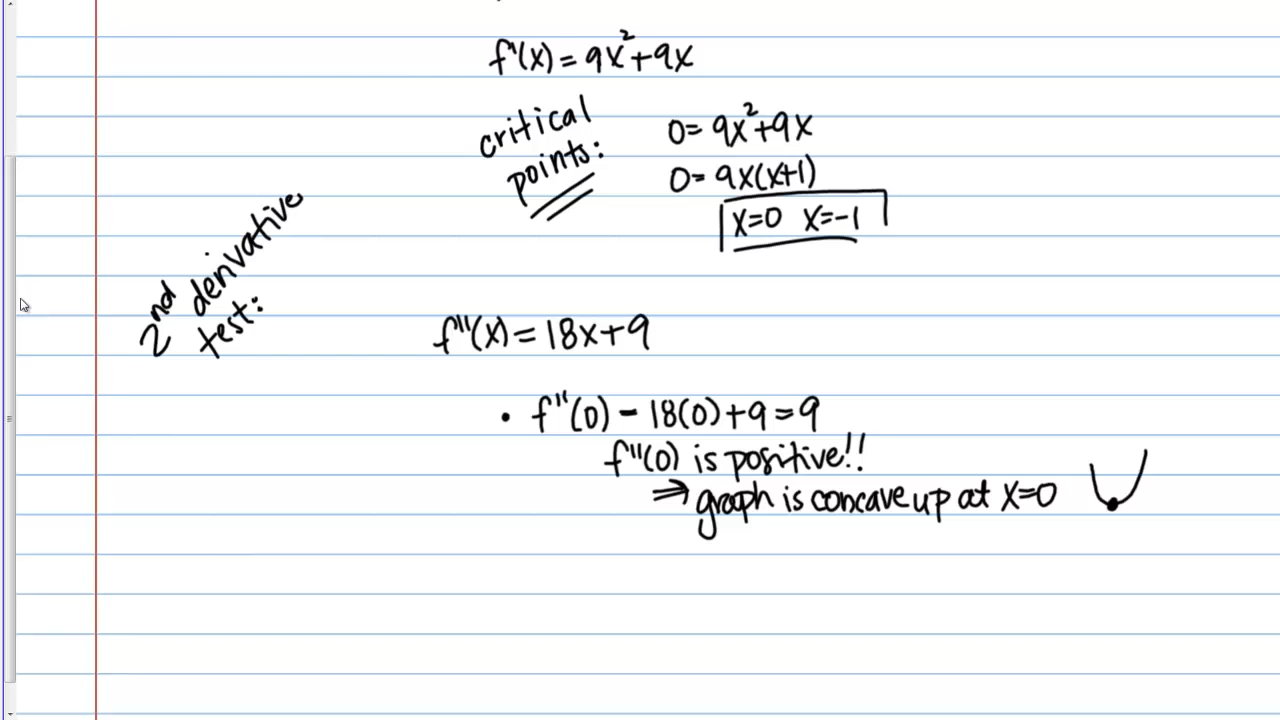 f'(x) = 9x²+9x
critical
points:
0= 9x²+9x
0= 9x(x+1)
x=0 x=-1
2nd derivative
test:
f"(x) = 18x+9
• f"(0) - 18(0)+9=9
f"(0) is positive!!
⇒ graph is concave up at x=0